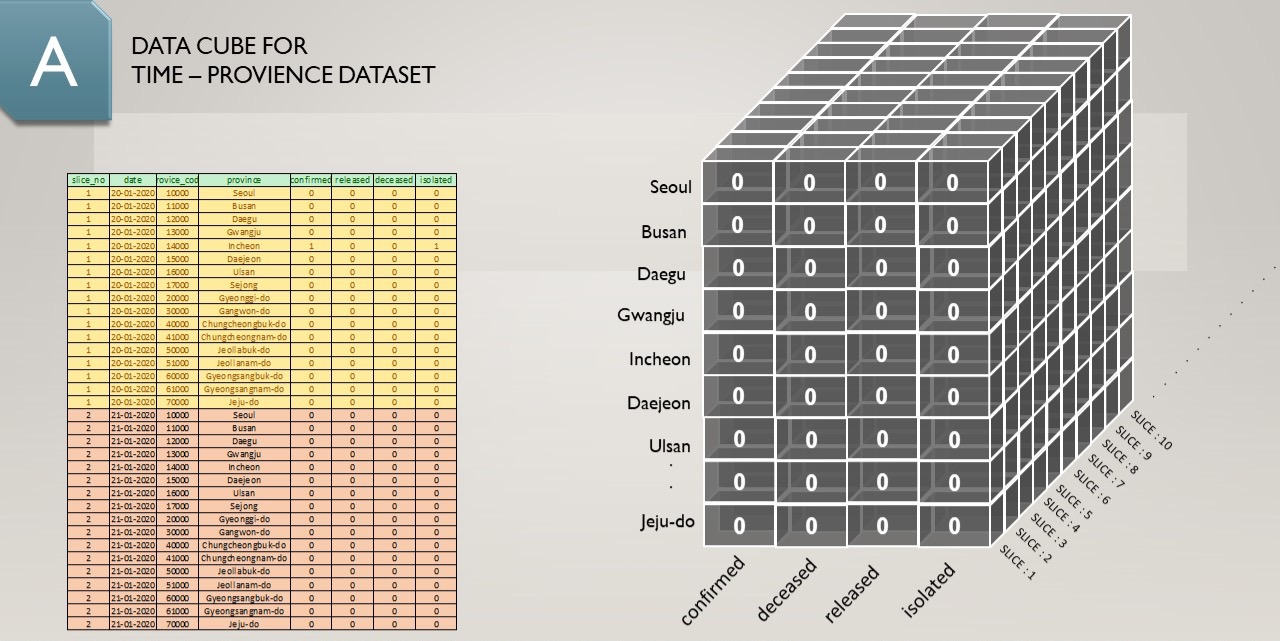 A
DATA CUBE FOR
TIME – PROVIENCE DATASET
slice_no date rovice_cod province confirmed released deceased isolated
1 20-01-2020 10000 Seoul 0 0 0 0
1 20-01-2020 11000 Busan 0 0 0 0
1 20-01-2020 12000 Daegu 0 0 0 0
1 20-01-2020 13000 Gwangju 0 0 0 0
1 20-01-2020 14000 Incheon 1 0 0 1
1 20-01-2020 15000 Daejeon 0 0 0 0
1 20-01-2020 16000 Ulsan 0 0 0 0
1 20-01-2020 17000 Sejong 0 0 0 0
1 20-01-2020 20000 Gyeonggi-do 0 0 0 0
1 20-01-2020 30000 Gangwon-do 0 0 0 0
1 20-01-2020 40000 Chungcheongbuk-do 0 0 0 0
1 20-01-2020 41000 Chungcheongnam-do 0 0 0 0
1 20-01-2020 50000 Jeollabuk-do 0 0 0 0
1 20-01-2020 51000 Jeollanam-do 0 0 0 0
1 20-01-2020 60000 Gyeongsangbuk-do 0 0 0 0
1 20-01-2020 61000 Gyeongsangnam-do 0 0 0 0
1 20-01-2020 70000 Jeju-do 0 0 0 0
2 21-01-2020 10000 Seoul 0 0 0 0
2 21-01-2020 11000 Busan 0 0 0 0
2 21-01-2020 12000 Daegu 0 0 0 0
2 21-01-2020 13000 Gwangju 0 0 0 0
2 21-01-2020 14000 Incheon 0 0 0 0
2 21-01-2020 15000 Daejeon 0 0 0 0
2 21-01-2020 16000 Ulsan 0 0 0 0
2 21-01-2020 17000 Sejong 0 0 0 0
2 21-01-2020 20000 Gyeonggi-do 0 0 0 0
2 21-01-2020 30000 Gangwon-do 0 0 0 0
2 21-01-2020 40000 Chungcheongbuk-do 0 0 0 0
2 21-01-2020 41000 Chungcheongnam-do 0 0 0 0
2 21-01-2020 50000 Jeollabuk-do 0 0 0 0
2 21-01-2020 51000 Jeollanam-do 0 0 0 0
2 21-01-2020 60000 Gyeongsangbuk-do 0 0 0 0
2 21-01-2020 61000 Gyeongsangnam-do 0 0 0 0
2 21-01-2020 70000 Jeju-do 0 0 0 0
Seoul 0 0 0 0
Busan 0 0 0 0
Daegu 0 0 0 0
Gwangju 0 0 0 0
Incheon 0 0 0 0
Daejeon 0 0 0 0
Ulsan 0 0 0 0
0 0 0 0
Jeju-do 0 0 0 0
confirmed deceased released isolated
SLICE : 1
SLICE : 2
SLICE : 3
SLICE : 4
SLICE : 5
SLICE : 6
SLICE : 7
SLICE : 8
SLICE : 9
SLICE : 10